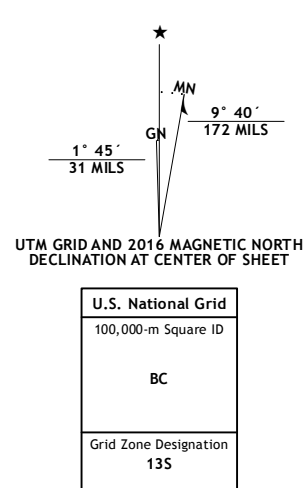 ★
MN
GN
9° 40´
172 MILS
1° 45´
31 MILS
UTM GRID AND 2016 MAGNETIC NORTH
DECLINATION AT CENTER OF SHEET
U.S. National Grid
100,000-m Square ID
BC
Grid Zone Designation
13S